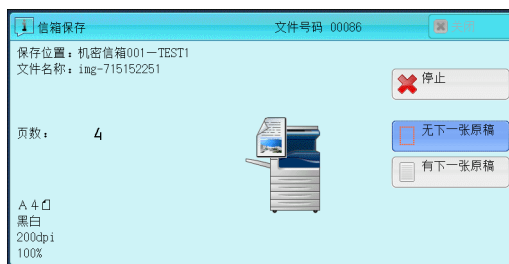 信箱保存
文件号码 00086
保存位置：机密信箱001－TEST1
文件名称：img-715152251
停止
页数： 4
无下一张原稿
有下一张原稿
A4
黑白
200dpi
100%